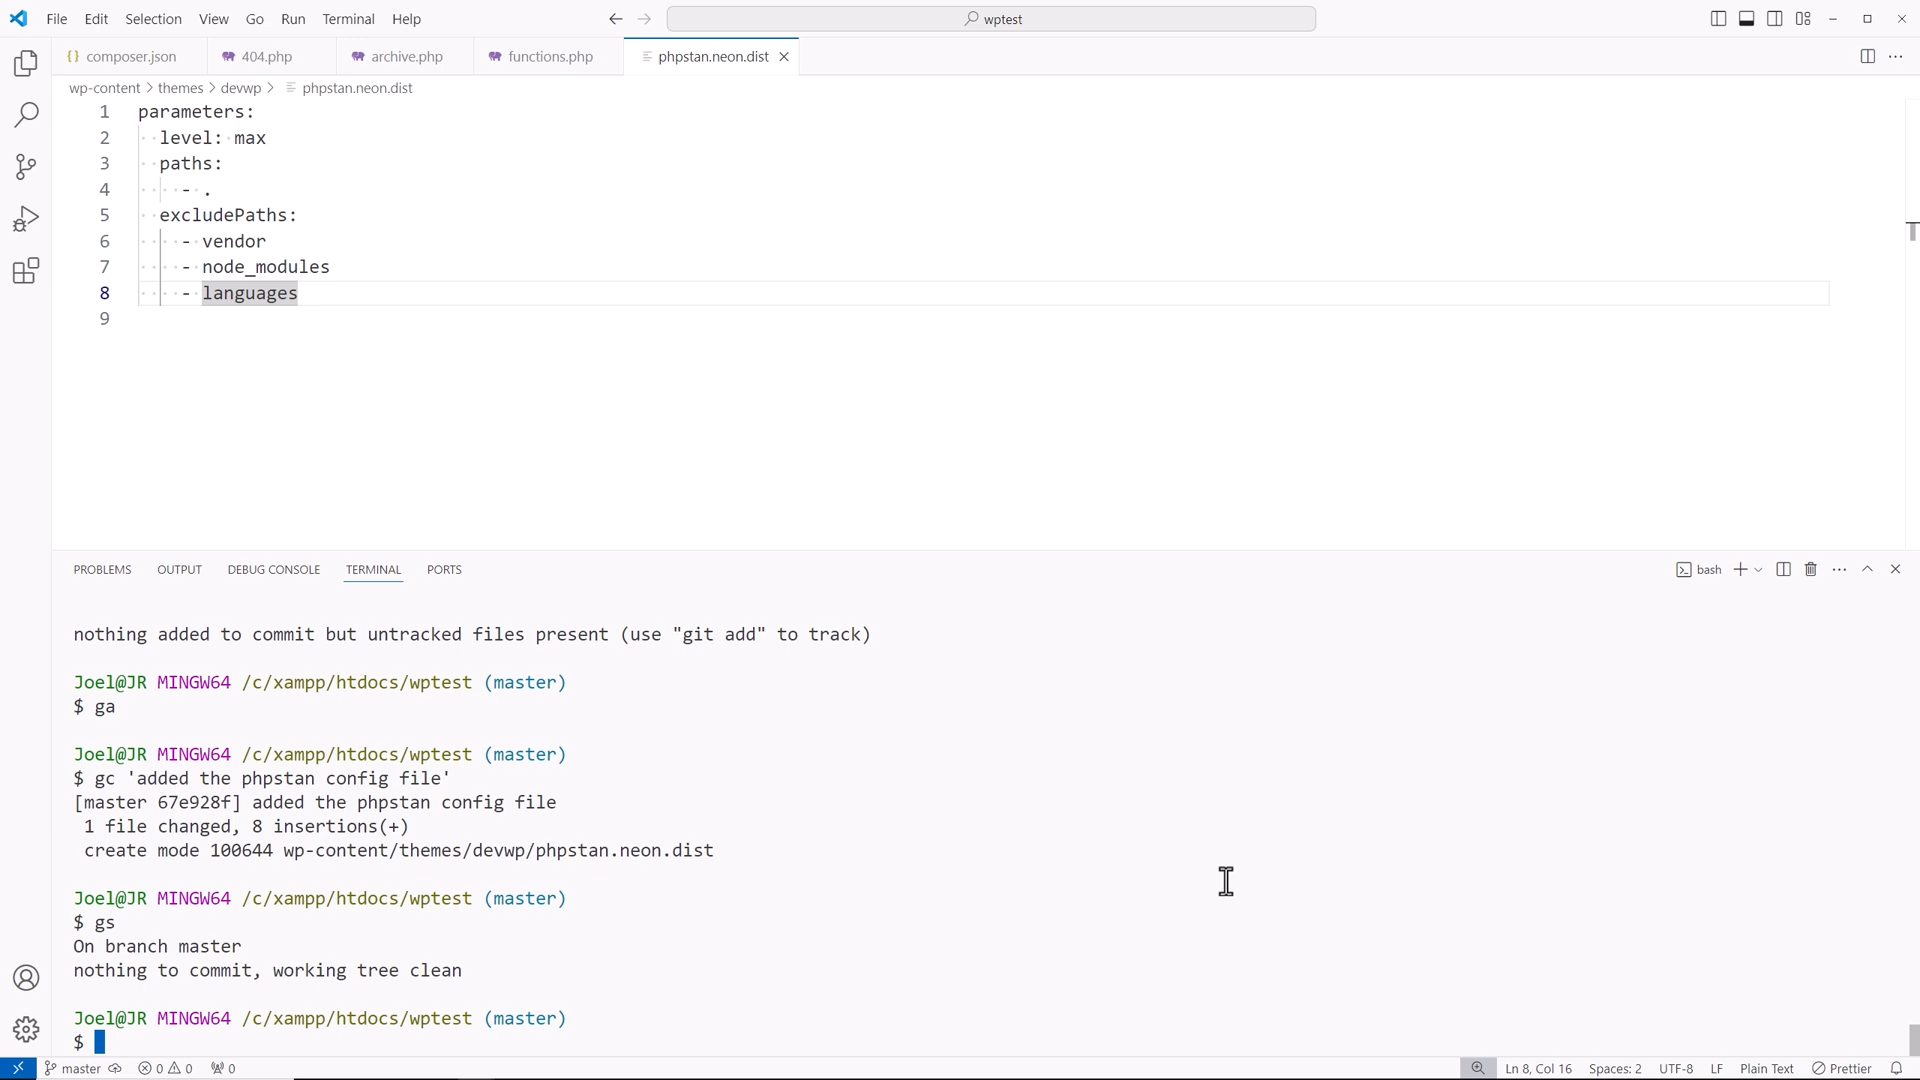 File Edit Selection View Go Run Terminal Help
wptest
{} composer.json 404.php archive.php functions.php phpstan.neon.dist
wp-content > themes > devwp > phpstan.neon.dist
1 parameters:
2 level: max
3 paths:
4 - .
5 excludePaths:
6 - vendor
7 - node_modules
8 - languages
9
PROBLEMS OUTPUT DEBUG CONSOLE TERMINAL PORTS
bash
nothing added to commit but untracked files present (use "git add" to track)
Joel@JR MINGW64 /c/xampp/htdocs/wptest (master)
$ ga
Joel@JR MINGW64 /c/xampp/htdocs/wptest (master)
$ gc 'added the phpstan config file'
[master 67e928f] added the phpstan config file
1 file changed, 8 insertions(+)
create mode 100644 wp-content/themes/devwp/phpstan.neon.dist
Joel@JR MINGW64 /c/xampp/htdocs/wptest (master)
$ gs
On branch master
nothing to commit, working tree clean
Joel@JR MINGW64 /c/xampp/htdocs/wptest (master)
$
master 0 0 0 Ln 8, Col 16 Spaces: 2 UTF-8 LF Plain Text Prettier